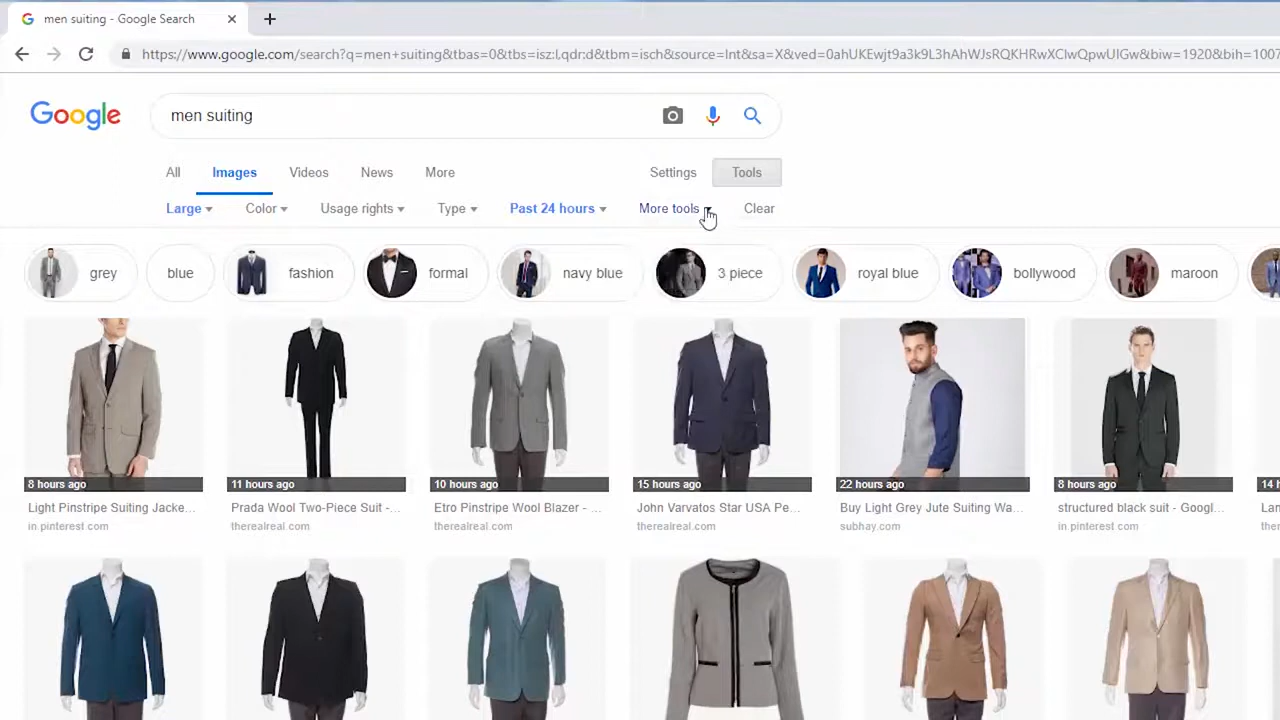 men suiting - Google Search
https://www.google.com/search?q=men+suiting&tbas=0&tbs=isz:l,qdr:d&tbm=isch&source=lnt&sa=X&ved=0ahUKEwjt9a3k9L3hAhWJsRQKHRwXClwQpwUIGw&biw=1920&bih=1007
Google men suiting
All Images Videos News More Settings Tools
Large Color Usage rights Type Past 24 hours More tools Clear
grey blue fashion formal navy blue 3 piece royal blue bollywood maroon
8 hours ago 11 hours ago 10 hours ago 15 hours ago 22 hours ago 8 hours ago 14 h
Light Pinstripe Suiting Jacke... Prada Wool Two-Piece Suit -... Etro Pinstripe Wool Blazer - ... John Varvatos Star USA Pe... Buy Light Grey Jute Suiting Wa... structured black suit - Googl... Lan
in.pinterest.com therealreal.com therealreal.com therealreal.com subhay.com in.pinterest.com there